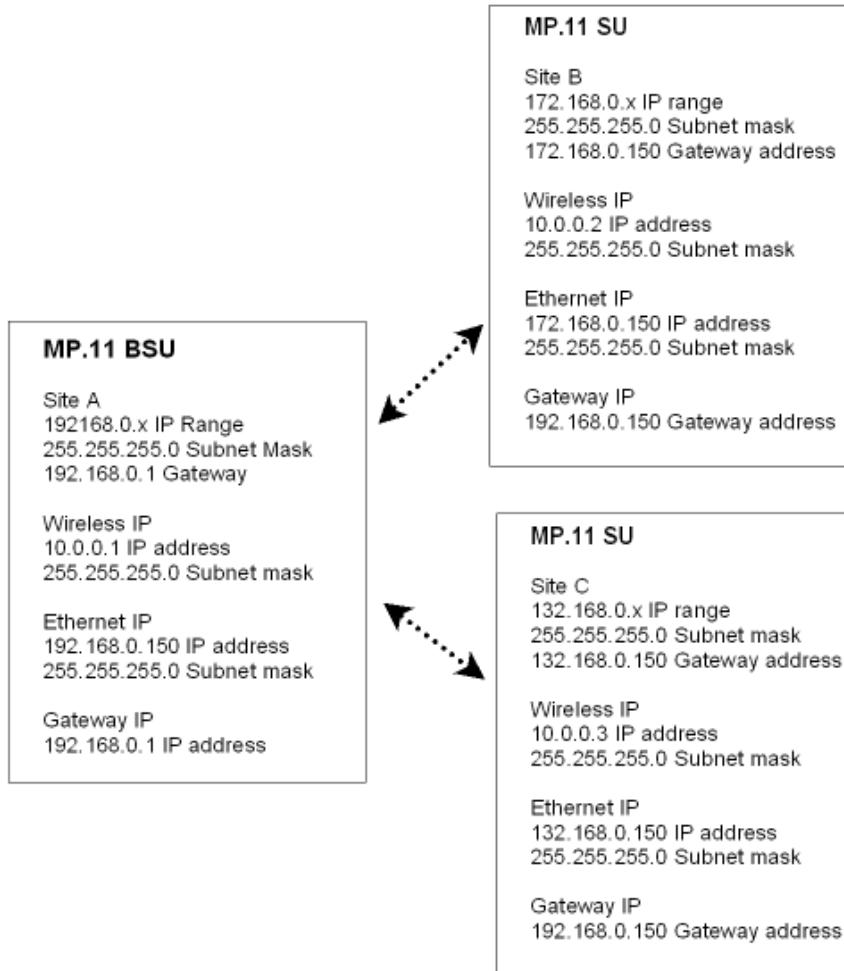 MP.11 BSU
Site A
192168.0.x IP Range
255.255.255.0 Subnet Mask
192.168.0.1 Gateway
Wireless IP
10.0.0.1 IP address
255.255.255.0 Subnet mask
Ethernet IP
192.168.0.150 IP address
255.255.255.0 Subnet mask
Gateway IP
192.168.0.1 IP address
MP.11 SU
Site B
172.168.0.x IP range
255.255.255.0 Subnet mask
172.168.0.150 Gateway address
Wireless IP
10.0.0.2 IP address
255.255.255.0 Subnet mask
Ethernet IP
172.168.0.150 IP address
255.255.255.0 Subnet mask
Gateway IP
192.168.0.150 Gateway address
MP.11 SU
Site C
132.168.0.x IP range
255.255.255.0 Subnet mask
132.168.0.150 Gateway address
Wireless IP
10.0.0.3 IP address
255.255.255.0 Subnet mask
Ethernet IP
132.168.0.150 IP address
255.255.255.0 Subnet mask
Gateway IP
192.168.0.150 Gateway address